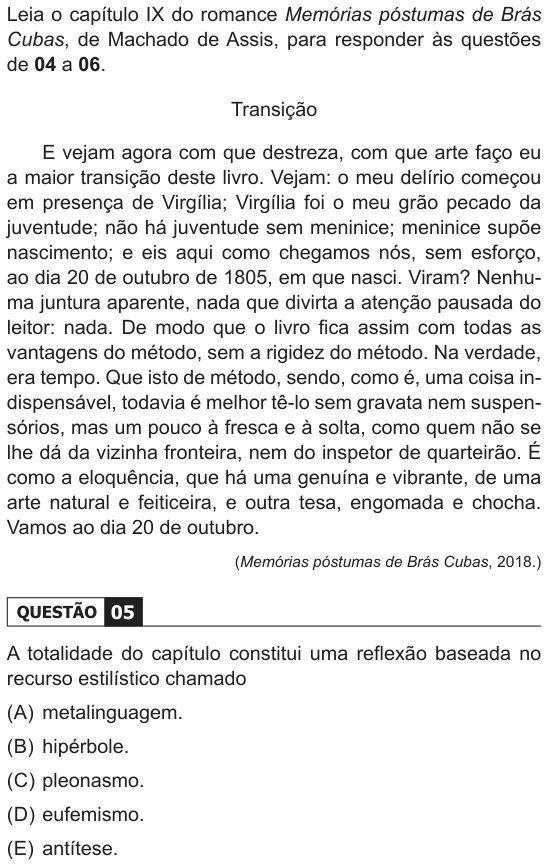 Leia o capítulo IX do romance Memórias póstumas de Brás
Cubas, de Machado de Assis, para responder às questões
de 04 a 06.
Transição
E vejam agora com que destreza, com que arte faço eu
a maior transição deste livro. Vejam: o meu delírio começou
em presença de Virgília; Virgília foi o meu grão pecado da
juventude; não há juventude sem meninice; meninice supõe
nascimento; e eis aqui como chegamos nós, sem esforço,
ao dia 20 de outubro de 1805, em que nasci. Viram? Nenhu-
ma juntura aparente, nada que divirta a atenção pausada do
leitor: nada. De modo que o livro fica assim com todas as
vantagens do método, sem a rigidez do método. Na verdade,
era tempo. Que isto de método, sendo, como é, uma coisa in-
dispensável, todavia é melhor tê-lo sem gravata nem suspen-
sórios, mas um pouco à fresca e à solta, como quem não se
lhe dá da vizinha fronteira, nem do inspetor de quarteirão. É
como a eloquência, que há uma genuína e vibrante, de uma
arte natural e feiticeira, e outra tesa, engomada e chocha.
Vamos ao dia 20 de outubro.
(Memórias póstumas de Brás Cubas, 2018.)
QUESTÃO 05
A totalidade do capítulo constitui uma reflexão baseada no
recurso estilístico chamado
(A) metalinguagem.
(B) hipérbole.
(C) pleonasmo.
(D) eufemismo.
(E) antítese.